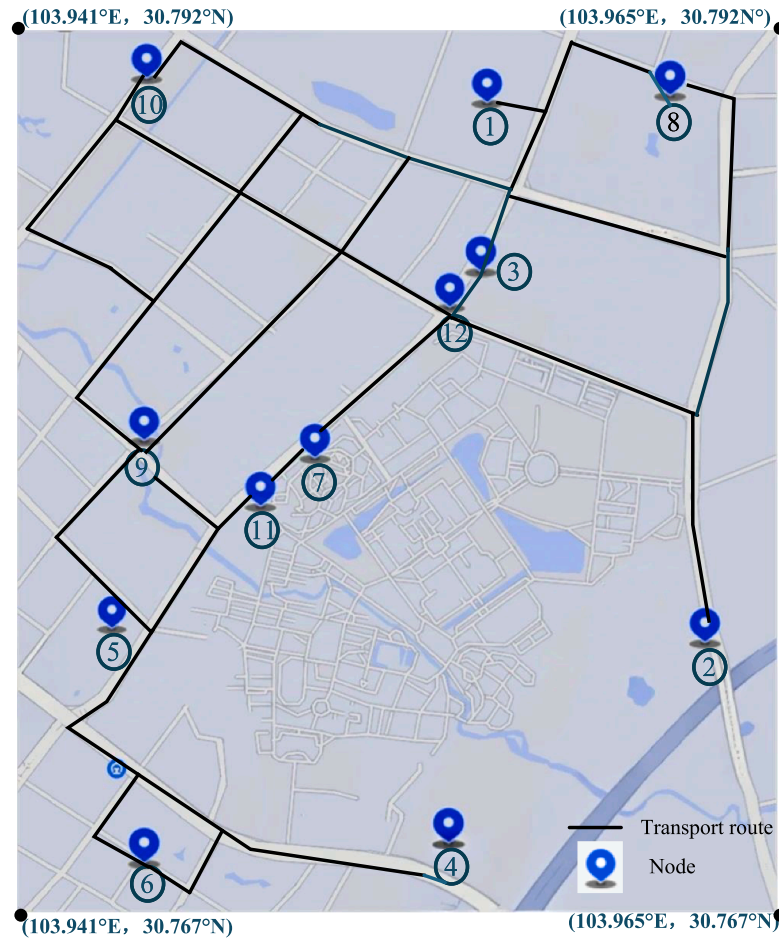 (103.941°E，30.792°N)
(103.965°E，30.792N°)
10
1
8
3
12
9
7
11
5
2
4
6
Transport route
Node
(103.941°E，30.767°N)
(103.965°E，30.767°N)